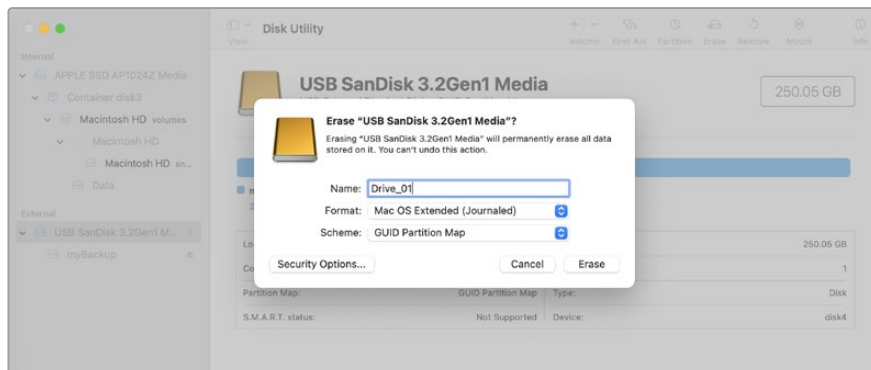 Disk Utility
View
Volume
First Aid
Partition
Erase
Restore
Mount
Info
Internal
APPLE SSD AP1024Z Media
Container disk3
Macintosh HD volumes
Macintosh HD
Macintosh HD sn...
Data
External
USB SanDisk 3.2Gen1 M...
myBackup
USB SanDisk 3.2Gen1 Media
250.05 GB
Erase “USB SanDisk 3.2Gen1 Media”?
Erasing “USB SanDisk 3.2Gen1 Media” will permanently erase all data
stored on it. You can’t undo this action.
Name: Drive_01
Format: Mac OS Extended (Journaled)
Scheme: GUID Partition Map
Security Options...
Cancel
Erase
250.05 GB
1
Partition Map: GUID Partition Map
Type: Disk
S.M.A.R.T. status: Not Supported
Device: disk4